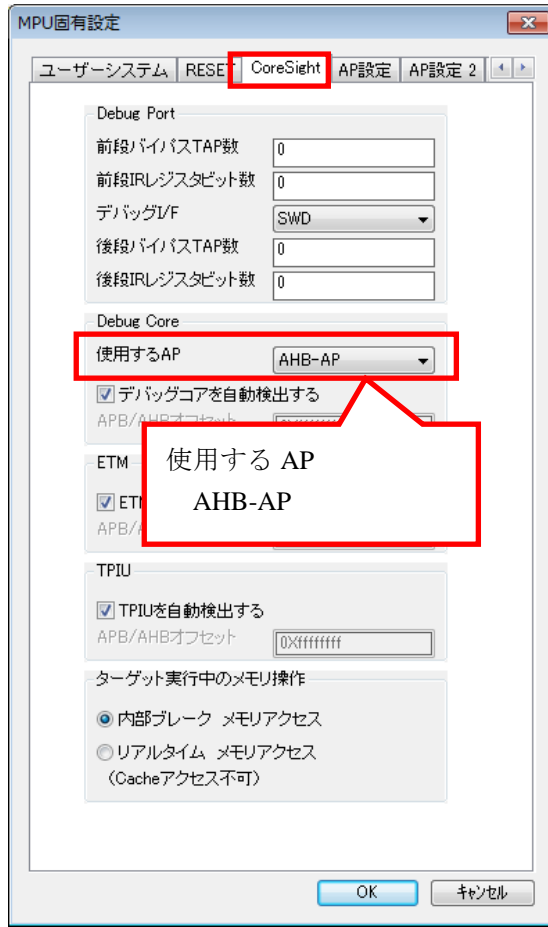 MPU固有設定
ユーザーシステム RESET CoreSight AP設定 AP設定 2
Debug Port
前段バイパスTAP数 0
前段IRレジスタビット数 0
デバッグI/F SWD
後段バイパスTAP数 0
後段IRレジスタビット数 0
Debug Core
使用するAP AHB-AP
デバッグコアを自動検出する
APB/AHBオフセット
使用する AP
AHB-AP
ETM
APB/
TPIU
TPIUを自動検出する
APB/AHBオフセット 0Xffffffff
ターゲット実行中のメモリ操作
内部ブレーク メモリアクセス
リアルタイム メモリアクセス
(Cacheアクセス不可)
OK キャンセル